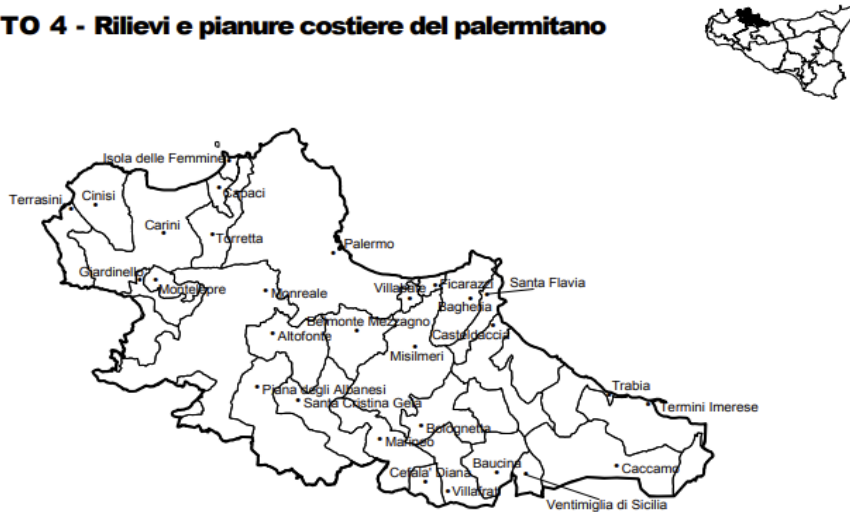 TO 4 - Rilievi e pianure costiere del palermitano
Isola delle Femmine
Terrasini
Cinisi
Capaci
Carini
Torretta
Palermo
Giardinello
Montelepre
Monreale
Villabate
Ficarazzi
Santa Flavia
Bagheria
Belmonte Mezzagno
Altofonte
Casteldaccia
Misilmeri
Piana degli Albanesi
Santa Cristina Gela
Trabia
Termini Imerese
Bolognetta
Marineo
Cefala' Diana
Baucina
Caccamo
Villafrati
Ventimiglia di Sicilia